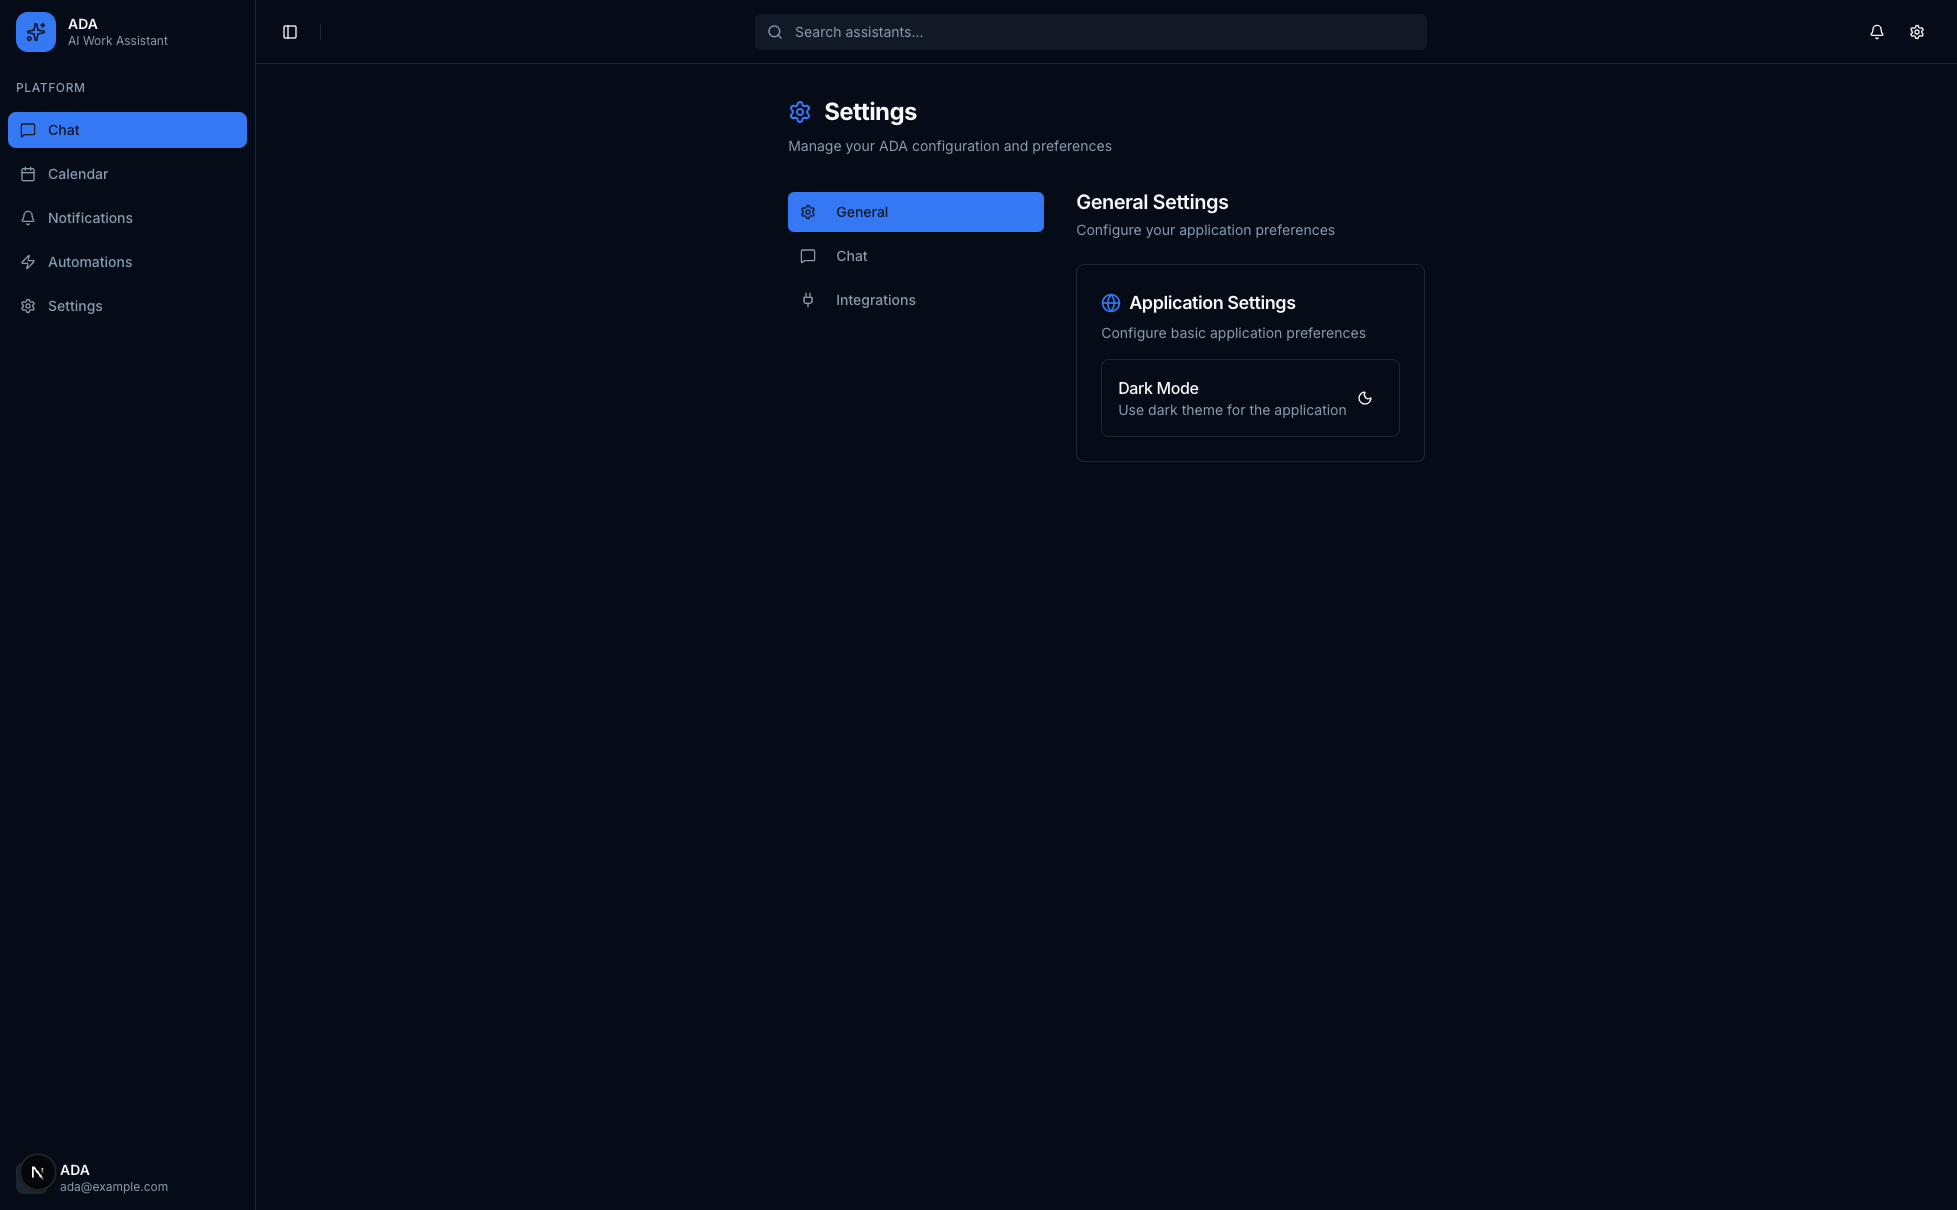 ADA
AI Work Assistant
Search assistants...
PLATFORM
Chat
Calendar
Notifications
Automations
Settings
Settings
Manage your ADA configuration and preferences
General
Chat
Integrations
General Settings
Configure your application preferences
Application Settings
Configure basic application preferences
Dark Mode
Use dark theme for the application
N
ADA
ada@example.com